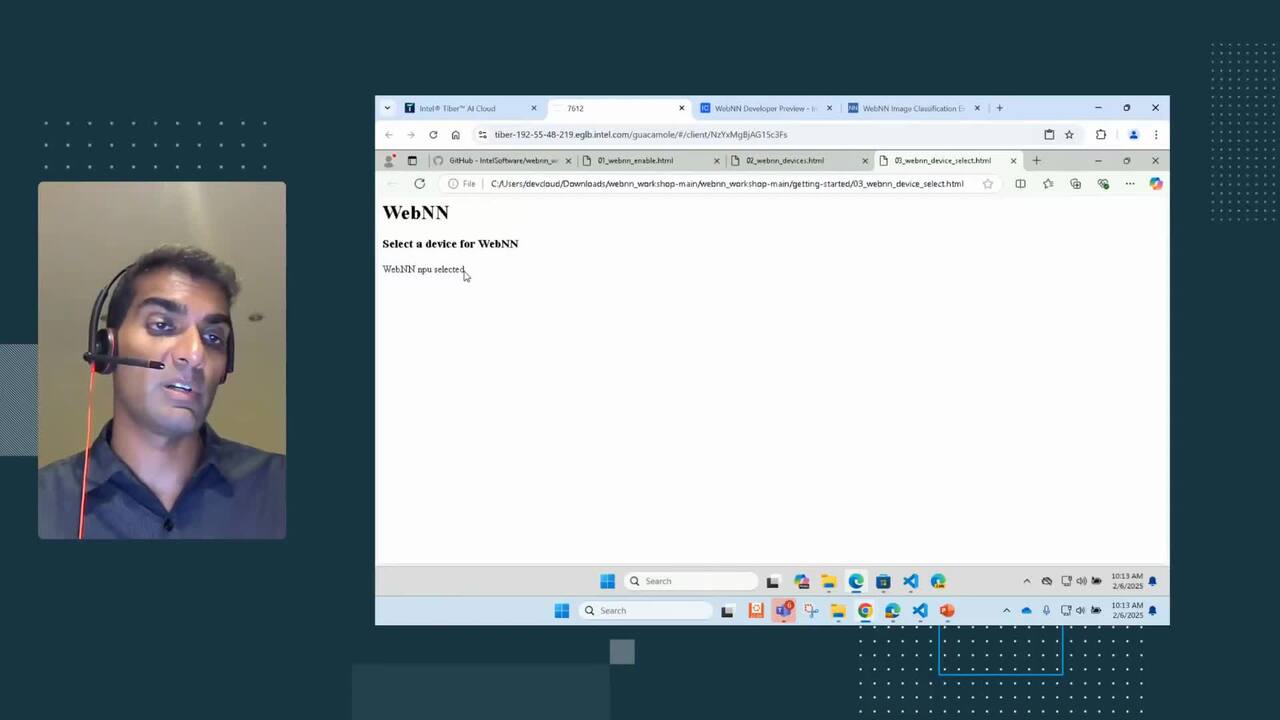 Intel® Tiber™ AI Cloud
7612
WebNN Developer Preview - In
WebNN Image Classification E
tiber-192-55-48-219.eglb.intel.com/guacamole/#/client/NzYxMgBjAG15c3Fs
GitHub - IntelSoftware/webnn_w
01_webnn_enable.html
02_webnn_devices.html
03_webnn_device_select.html
File
C:/Users/devcloud/Downloads/webnn_workshop-main/webnn_workshop-main/getting-started/03_webnn_device_select.html
WebNN
Select a device for WebNN
WebNN npu selected
Search
10:13 AM
2/6/2025
Search
10:13 AM
2/6/2025